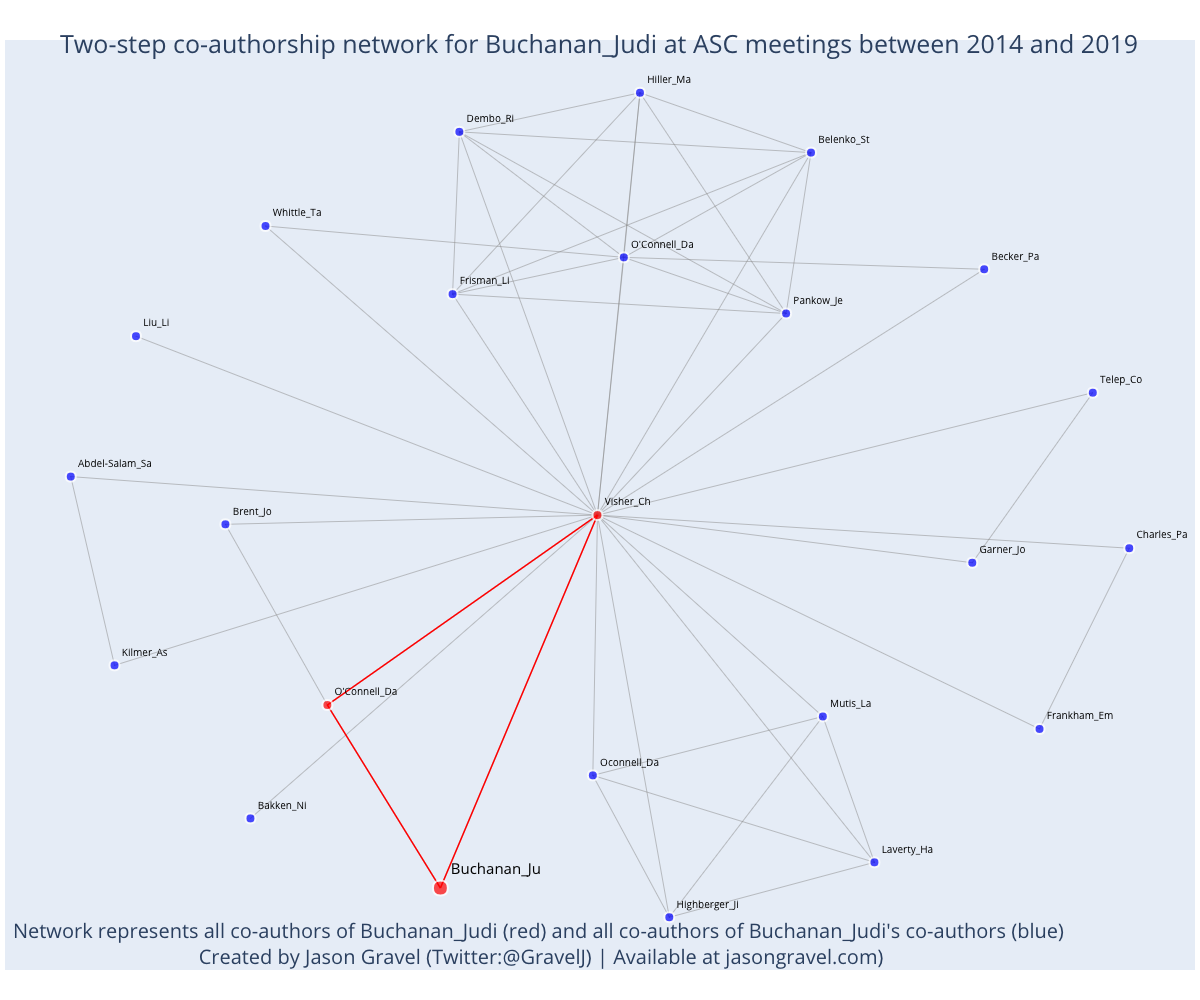 Two-step co-authorship network for Buchanan_Judi at ASC meetings between 2014 and 2019
Hiller_Ma
Dembo_Ri
Belenko_St
Whittle_Ta
O'Connell_Da
Becker_Pa
Frisman_Li
Pankow_Je
Liu_Li
Telep_Co
Abdel-Salam_Sa
Visher_Ch
Brent_Jo
Charles_Pa
Garner_Jo
Kilmer_As
O'Connell_Da
Mutis_La
Frankham_Em
Oconnell_Da
Bakken_Ni
Laverty_Ha
Buchanan_Ju
Highberger_Ji
Network represents all co-authors of Buchanan_Judi (red) and all co-authors of Buchanan_Judi's co-authors (blue)
Created by Jason Gravel (Twitter:@GravelJ) | Available at jasongravel.com)